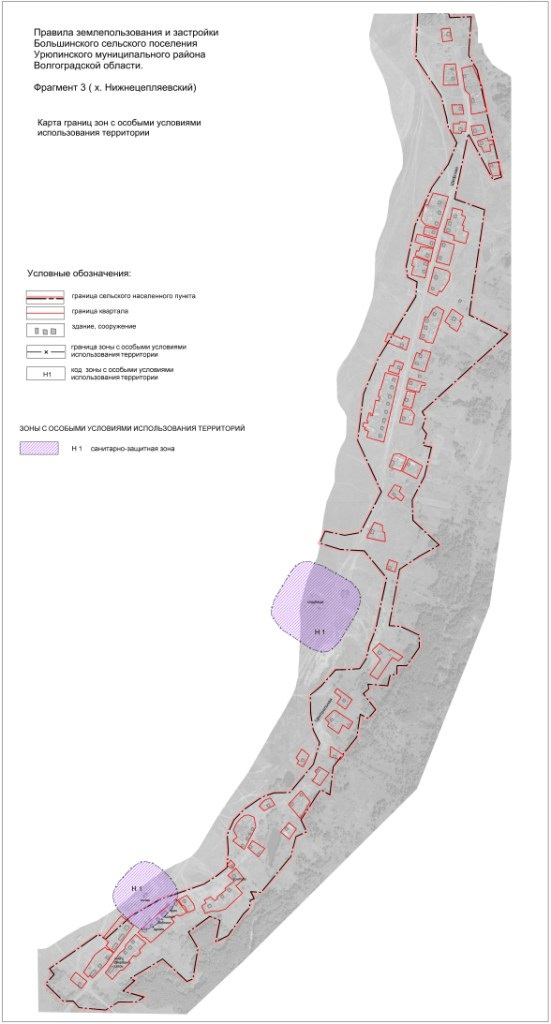 Правила землепользования и застройки
Большинского сельского поселения
Урюпинского муниципального района
Волгоградской области.
Фрагмент 3 ( х. Нижнецепляевский)
Карта границ зон с особыми условиями
использования территории
Условные обозначения:
граница сельского населенного пункта
граница квартала
здание, сооружение
граница зоны с особыми условиями
использования территории
Н1
код зоны с особыми условиями
использования территории
ЗОНЫ С ОСОБЫМИ УСЛОВИЯМИ ИСПОЛЬЗОВАНИЯ ТЕРРИТОРИЙ
Н 1 санитарно-защитная зона
Н 1
Центральная
Н 1